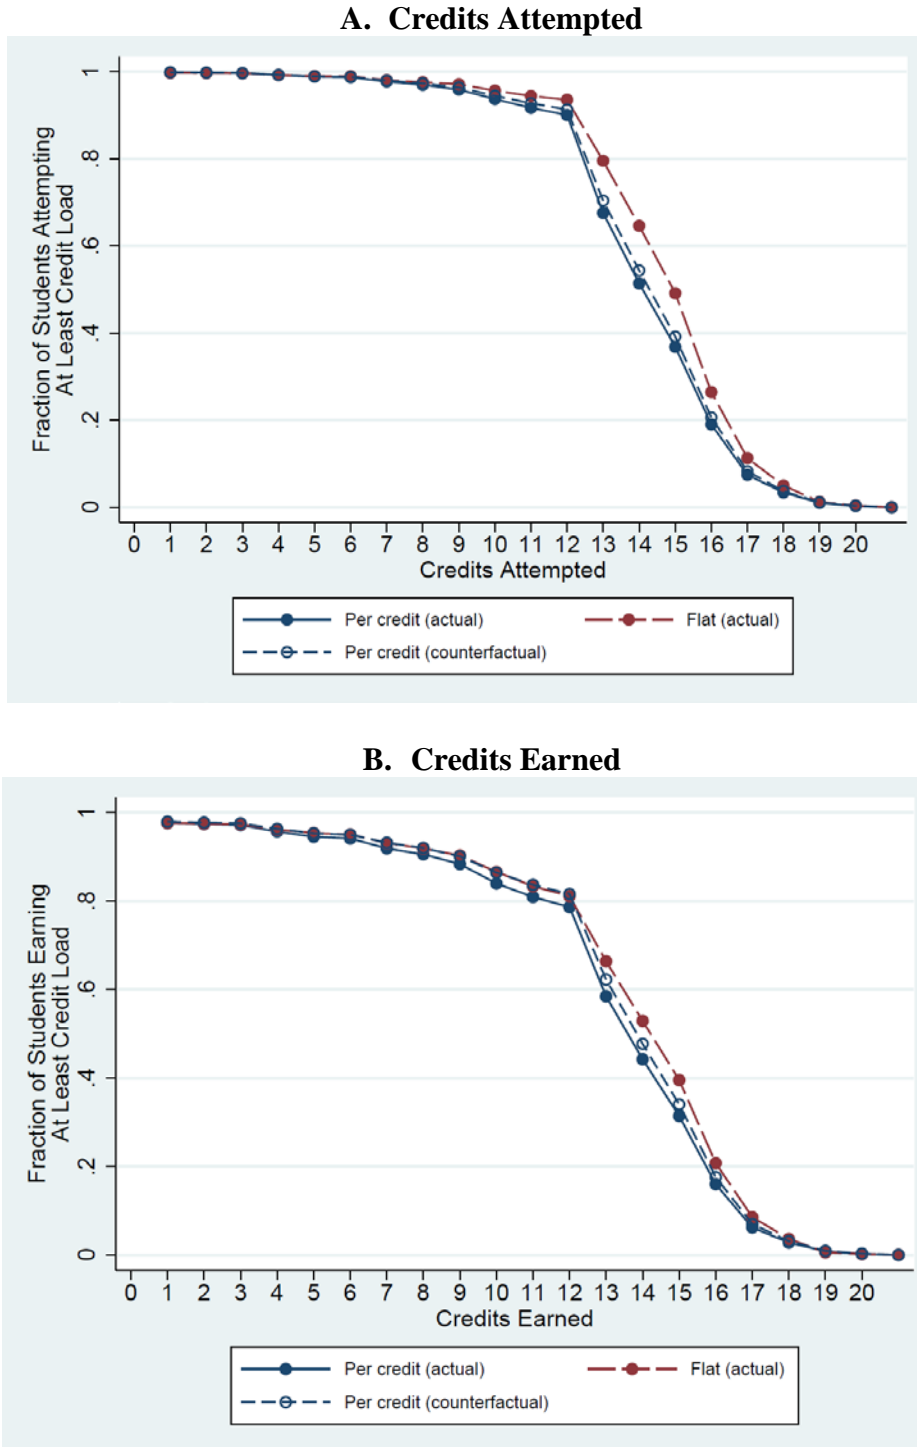 A. Credits Attempted
Fraction of Students Attempting
At Least Credit Load
1
.8
.6
.4
.2
0
0 1 2 3 4 5 6 7 8 9 10 11 12 13 14 15 16 17 18 19 20
Credits Attempted
Per credit (actual) Flat (actual)
Per credit (counterfactual)
B. Credits Earned
Fraction of Students Earning
At Least Credit Load
1
.8
.6
.4
.2
0
0 1 2 3 4 5 6 7 8 9 10 11 12 13 14 15 16 17 18 19 20
Credits Earned
Per credit (actual) Flat (actual)
Per credit (counterfactual)